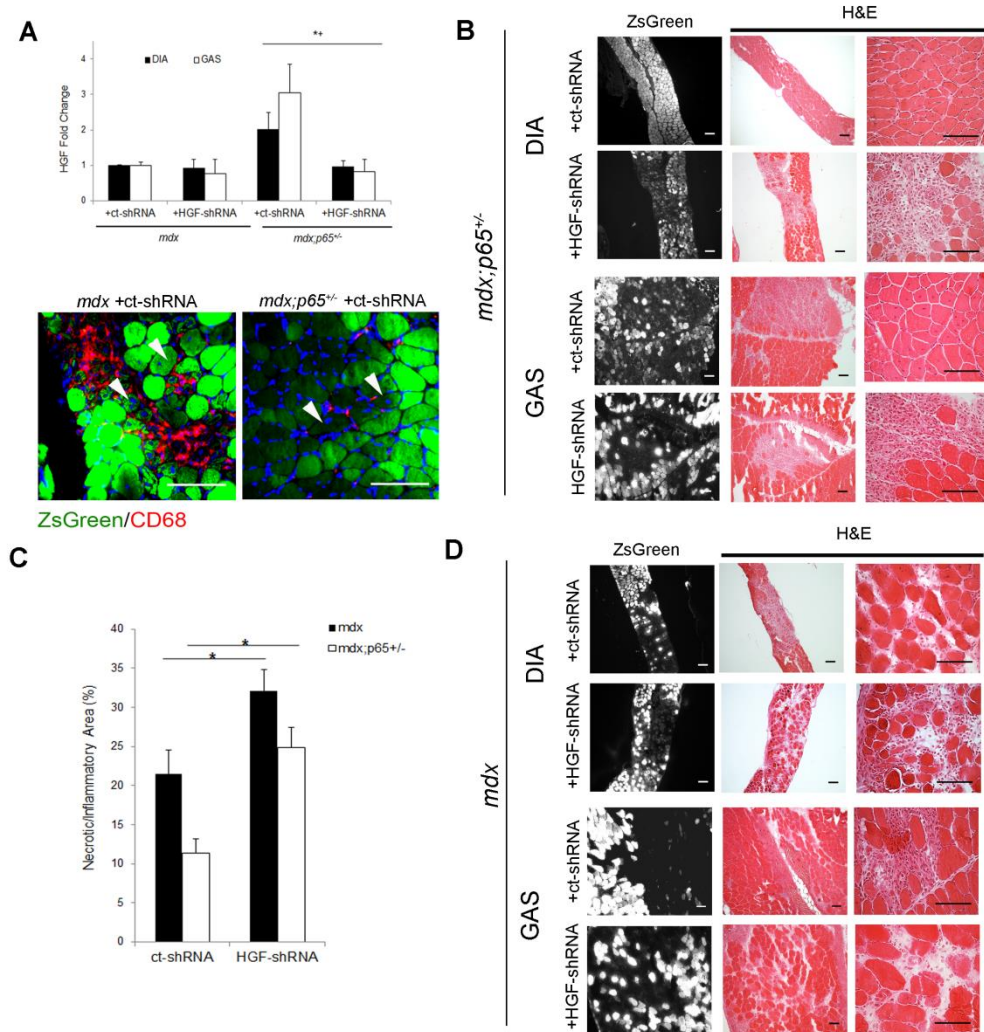 A
*+
DIA
GAS
HGF Fold Change
4
3
2
1
0
+ct-shRNA
+HGF-shRNA
+ct-shRNA
+HGF-shRNA
mdx
mdx;p65+/-
mdx +ct-shRNA
mdx;p65+/- +ct-shRNA
ZsGreen/CD68
B
ZsGreen
H&E
mdx;p65+/-
DIA
+ct-shRNA
+HGF-shRNA
GAS
+ct-shRNA
HGF-shRNA
C
mdx
mdx;p65+/-
*
*
Necrotic/Inflammatory Area (%)
40
35
30
25
20
15
10
5
0
ct-shRNA
HGF-shRNA
D
ZsGreen
H&E
mdx
DIA
+ct-shRNA
+HGF-shRNA
GAS
+ct-shRNA
+HGF-shRNA